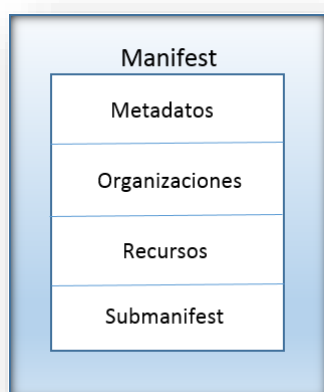 Manifest
Metadatos
Organizaciones
Recursos
Submanifest